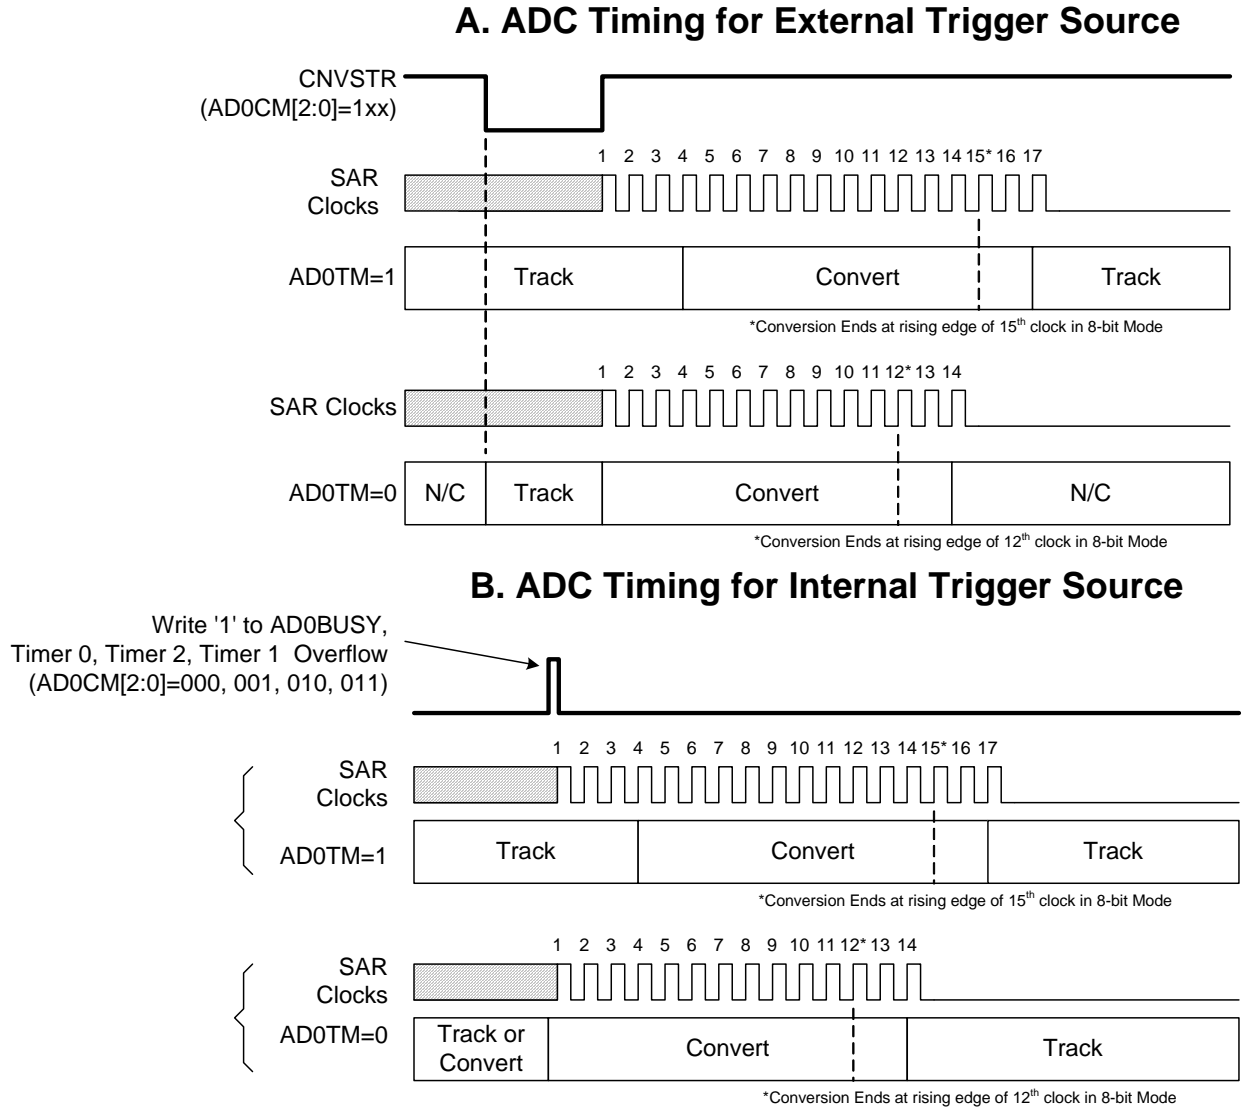 A. ADC Timing for External Trigger Source
CNVSTR
(AD0CM[2:0]=1xx)
1 2 3 4 5 6 7 8 9 10 11 12 13 14 15* 16 17
SAR
Clocks
AD0TM=1
Track
Convert
Track
*Conversion Ends at rising edge of 15th clock in 8-bit Mode
1 2 3 4 5 6 7 8 9 10 11 12* 13 14
SAR Clocks
AD0TM=0
N/C
Track
Convert
N/C
*Conversion Ends at rising edge of 12th clock in 8-bit Mode
B. ADC Timing for Internal Trigger Source
Write '1' to AD0BUSY,
Timer 0, Timer 2, Timer 1 Overflow
(AD0CM[2:0]=000, 001, 010, 011)
1 2 3 4 5 6 7 8 9 10 11 12 13 14 15* 16 17
SAR
Clocks
AD0TM=1
Track
Convert
Track
*Conversion Ends at rising edge of 15th clock in 8-bit Mode
1 2 3 4 5 6 7 8 9 10 11 12* 13 14
SAR
Clocks
AD0TM=0
Track or
Convert
Convert
Track
*Conversion Ends at rising edge of 12th clock in 8-bit Mode